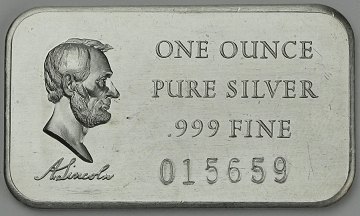 ONE OUNCE
PURE SILVER
.999 FINE
015659
A. Lincoln